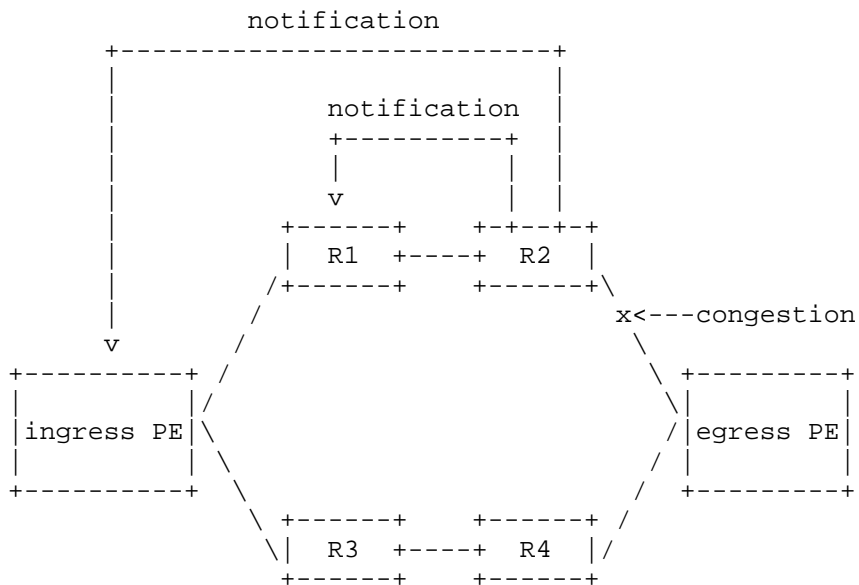 notification
notification
R1 R2
x<---congestion
ingress PE egress PE
R3 R4